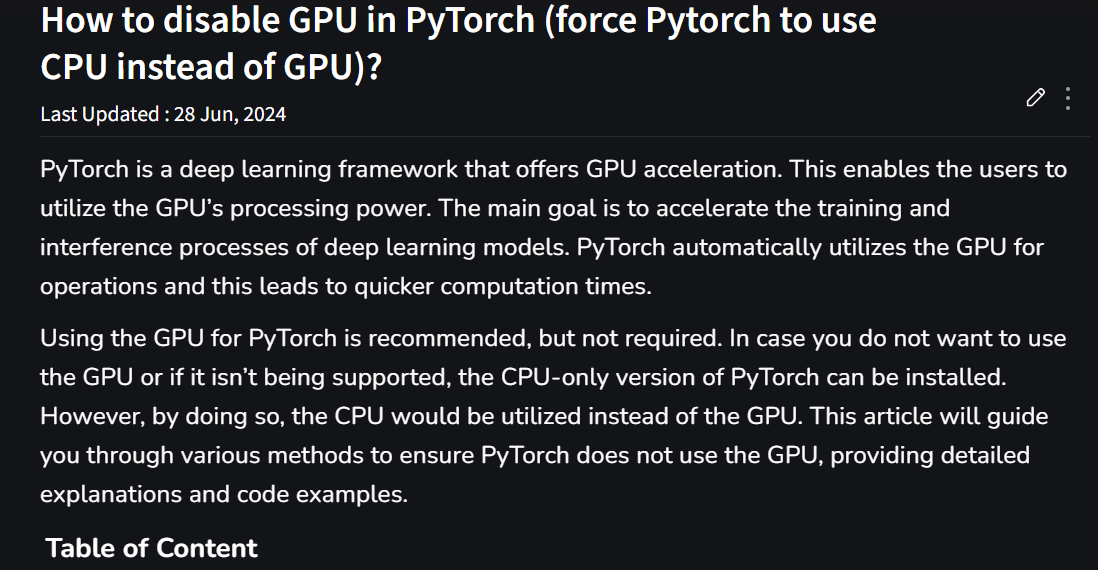 How to disable GPU in PyTorch (force Pytorch to use
CPU instead of GPU)?
Last Updated : 28 Jun, 2024
PyTorch is a deep learning framework that offers GPU acceleration. This enables the users to
utilize the GPU’s processing power. The main goal is to accelerate the training and
interference processes of deep learning models. PyTorch automatically utilizes the GPU for
operations and this leads to quicker computation times.
Using the GPU for PyTorch is recommended, but not required. In case you do not want to use
the GPU or if it isn’t being supported, the CPU-only version of PyTorch can be installed.
However, by doing so, the CPU would be utilized instead of the GPU. This article will guide
you through various methods to ensure PyTorch does not use the GPU, providing detailed
explanations and code examples.
Table of Content